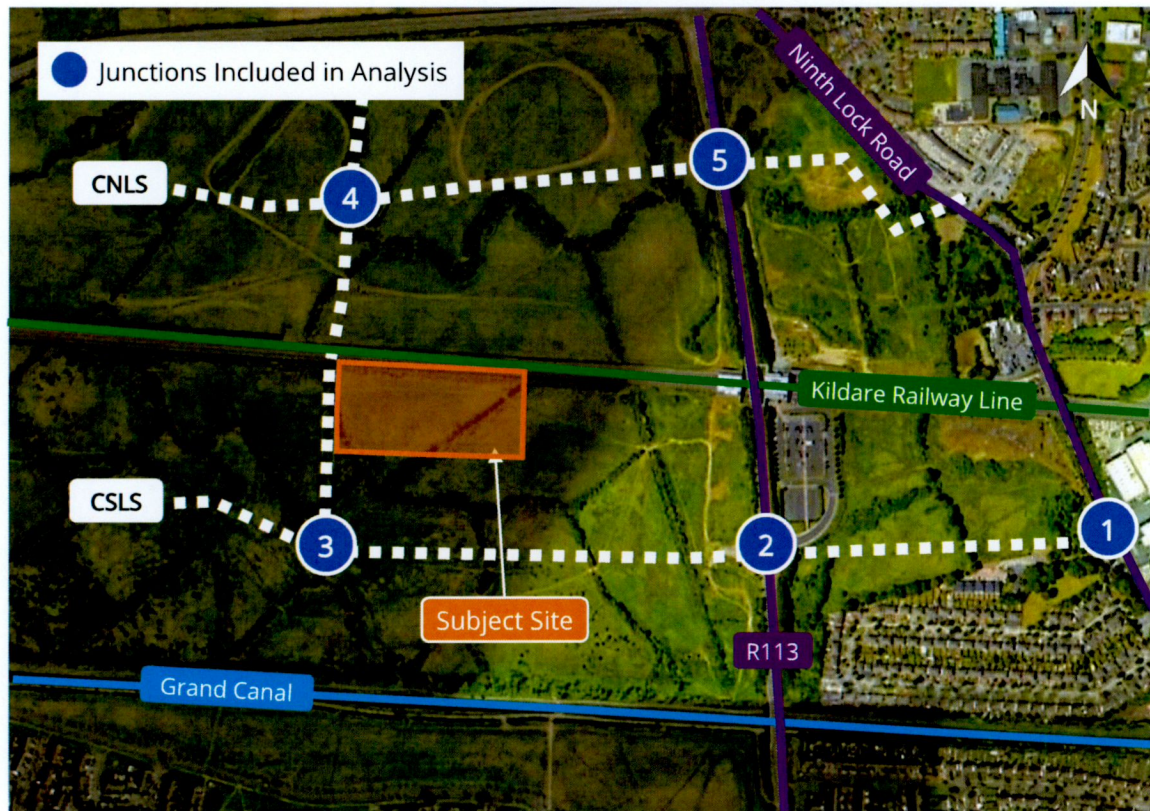 Junctions Included in Analysis
Ninth Lock Road
N
5
CNLS
4
Kildare Railway Line
CSLS
3
2
1
Subject Site
R113
Grand Canal